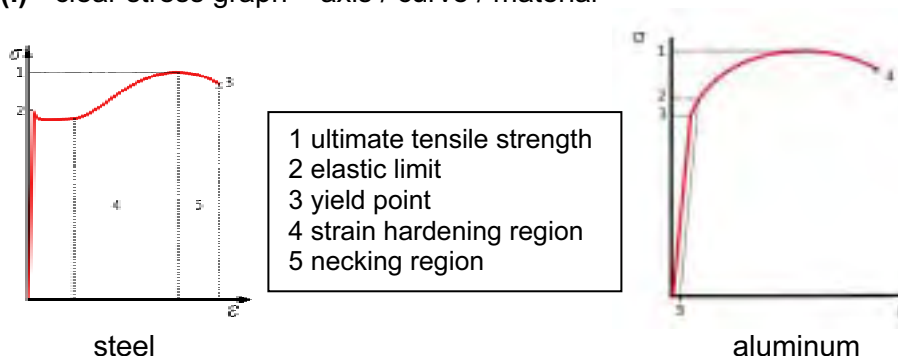 clear stress graph – axis / curve / material
σ
1
2
3
4
5
ε
steel
1 ultimate tensile strength
2 elastic limit
3 yield point
4 strain hardening region
5 necking region
σ
1
2
3
4
3
aluminum